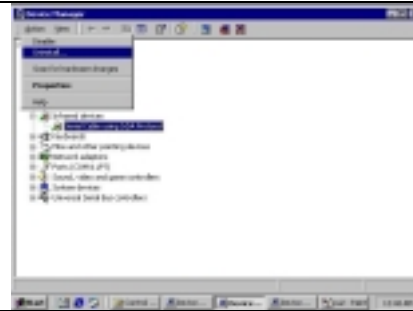 Device Manager
Action View
Disable
Uninstall...
Scan for hardware changes
Properties
Help
Infrared devices
Serial Cable using IrDA Protocol
Keyboards
Mice and other pointing devices
Network adapters
Ports (COM & LPT)
Sound, video and game controllers
System devices
Universal Serial Bus controllers
Start
Device...